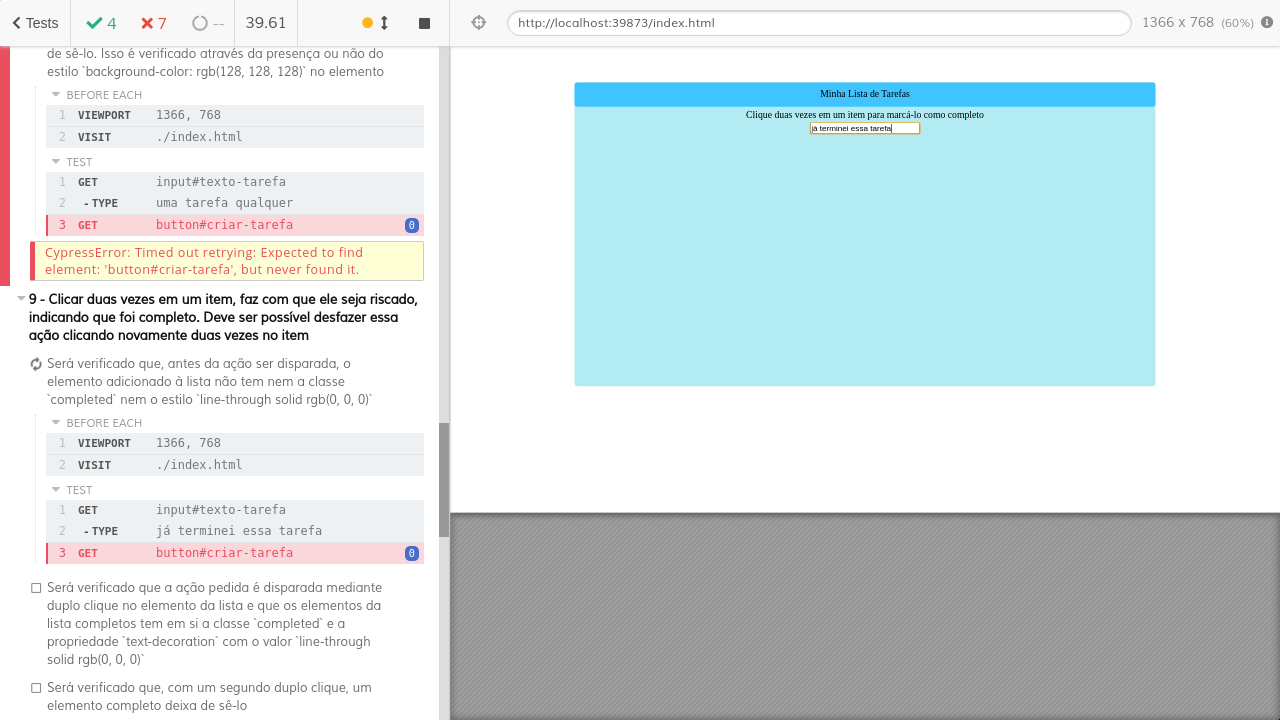 Tests
4
7
--
39.61
http://localhost:39873/index.html
1366 x 768 (60%)
de sê-lo. Isso é verificado através da presença ou não do
estilo `background-color: rgb(128, 128, 128)` no elemento
BEFORE EACH
1 VIEWPORT 1366, 768
2 VISIT ./index.html
TEST
1 GET input#texto-tarefa
2 -TYPE uma tarefa qualquer
3 GET button#criar-tarefa 0
CypressError: Timed out retrying: Expected to find
element: 'button#criar-tarefa', but never found it.
9 - Clicar duas vezes em um item, faz com que ele seja riscado,
indicando que foi completo. Deve ser possível desfazer essa
ação clicando novamente duas vezes no item
Será verificado que, antes da ação ser disparada, o
elemento adicionado à lista não tem nem a classe
`completed` nem o estilo `line-through solid rgb(0, 0, 0)`
BEFORE EACH
1 VIEWPORT 1366, 768
2 VISIT ./index.html
TEST
1 GET input#texto-tarefa
2 -TYPE já terminei essa tarefa
3 GET button#criar-tarefa 0
Será verificado que a ação pedida é disparada mediante
duplo clique no elemento da lista e que os elementos da
lista completos tem em si a classe `completed` e a
propriedade `text-decoration` com o valor `line-through
solid rgb(0, 0, 0)`
Será verificado que, com um segundo duplo clique, um
elemento completo deixa de sê-lo
Minha Lista de Tarefas
Clique duas vezes em um item para marcá-lo como completo
já terminei essa tarefa